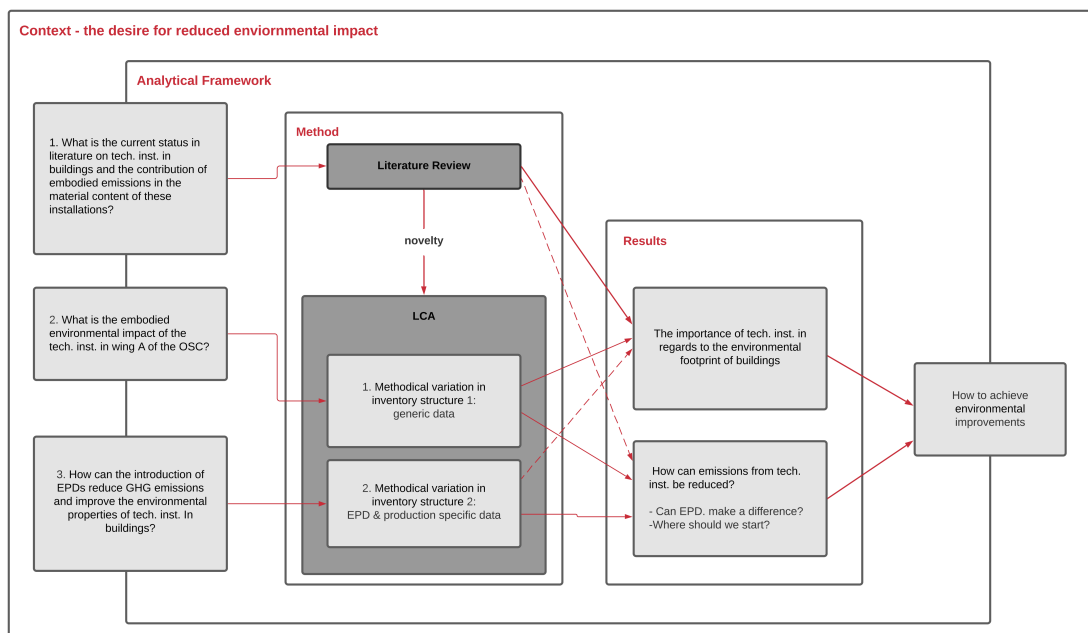 Context - the desire for reduced enviornmental impact
Analytical Framework
1. What is the current status in
literature on tech. inst. in
buildings and the contribution of
embodied emissions in the
material content of these
installations?
2. What is the embodied
environmental impact of the
tech. inst. in wing A of the OSC?
3. How can the introduction of
EPDs reduce GHG emissions
and improve the environmental
properties of tech. inst. In
buildings?
Method
Literature Review
novelty
LCA
1. Methodical variation in
inventory structure 1:
generic data
2. Methodical variation in
inventory structure 2:
EPD & production specific data
Results
The importance of tech. inst. in
regards to the environmental
footprint of buildings
How can emissions from tech.
inst. be reduced?
- Can EPD. make a difference?
-Where should we start?
How to achieve
environmental
improvements